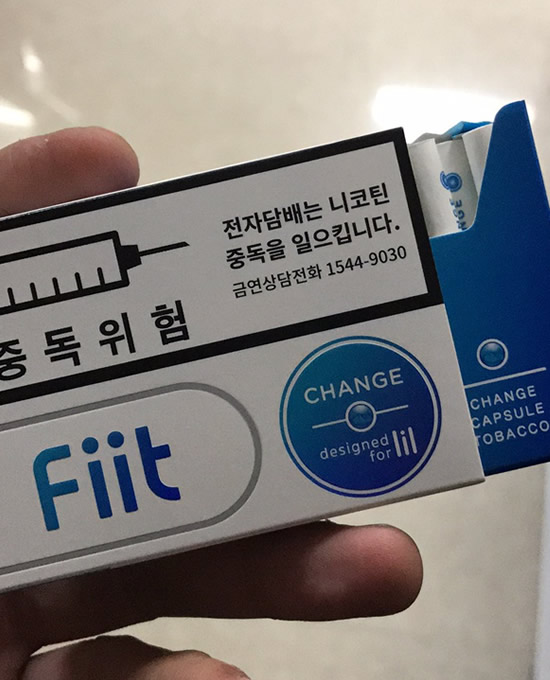 전자담배는 니코틴
중독을 일으킵니다.
금연상담전화 1544-9030
중독위험
Fiit
CHANGE
designed
for lil
CHANGE
CAPSULE
TOBACCO